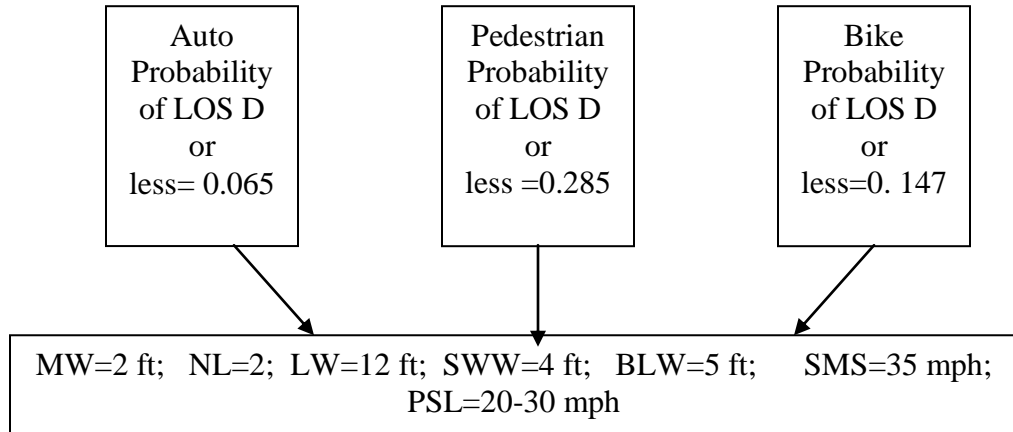 Auto
Probability
of LOS D
or
less= 0.065
Pedestrian
Probability
of LOS D
or
less =0.285
Bike
Probability
of LOS D
or
less=0. 147
MW=2 ft; NL=2; LW=12 ft; SWW=4 ft; BLW=5 ft; SMS=35 mph;
PSL=20-30 mph